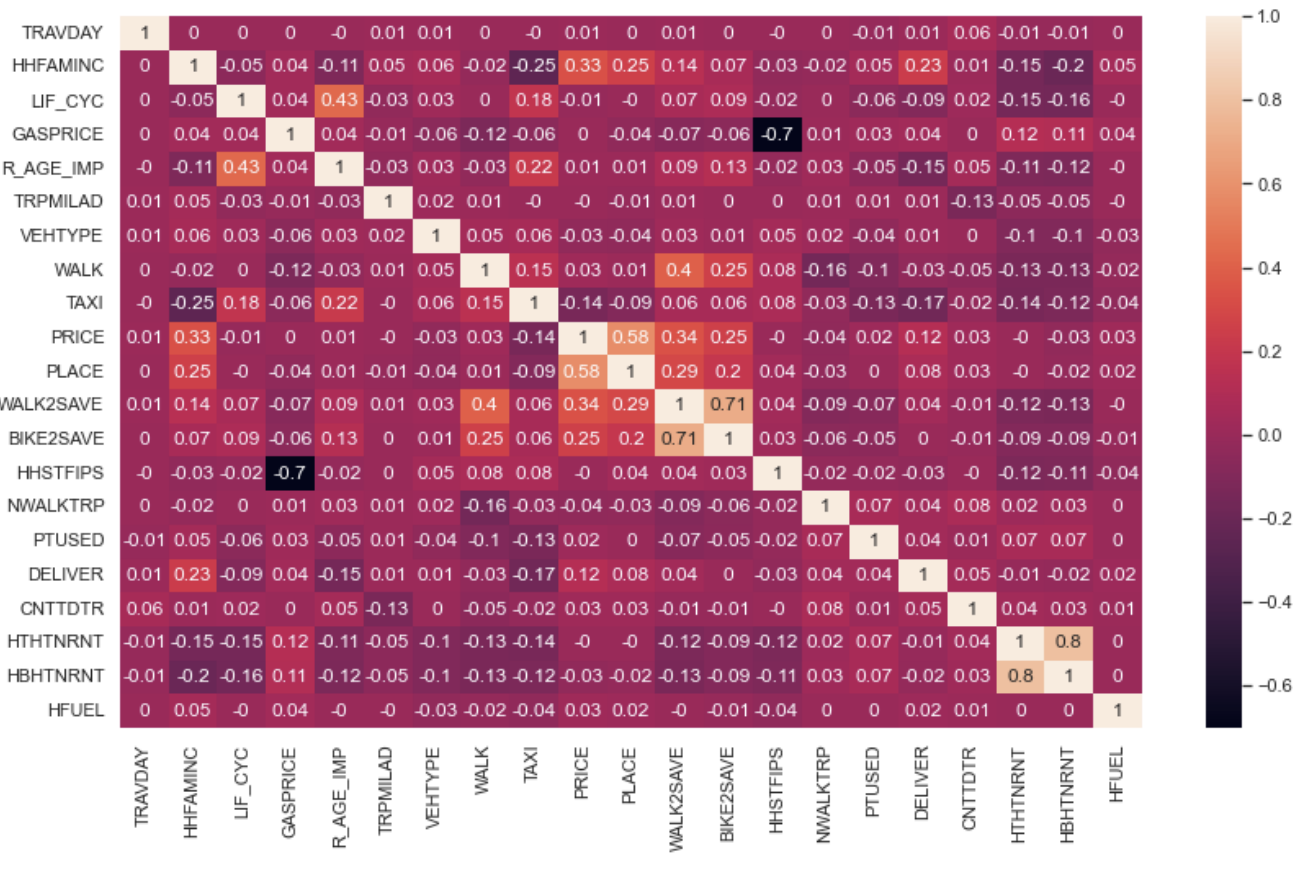 TRAVDAY 1 0 0 0 -0 0.01 0.01 0 -0 0.01 0 0.01 0 -0 0 -0.01 0.01 0.06 -0.01 -0.01 0
HHFAMINC 0 1 -0.05 0.04 -0.11 0.05 0.06 -0.02 -0.25 0.33 0.25 0.14 0.07 -0.03 -0.02 0.05 0.23 0.01 -0.15 -0.2 0.05
LIF_CYC 0 -0.05 1 0.04 0.43 -0.03 0.03 0 0.18 -0.01 -0 0.07 0.09 -0.02 0 -0.06 -0.09 0.02 -0.15 -0.16 -0
GASPRICE 0 0.04 0.04 1 0.04 -0.01 -0.06 -0.12 -0.06 0 -0.04 -0.07 -0.06 -0.7 0.01 0.03 0.04 0 0.12 0.11 0.04
R_AGE_IMP -0 -0.11 0.43 0.04 1 -0.03 0.03 -0.03 0.22 0.01 0.01 0.09 0.13 -0.02 0.03 -0.05 -0.15 0.05 -0.11 -0.12 -0
TRPMILAD 0.01 0.05 -0.03 -0.01 -0.03 1 0.02 0.01 -0 -0 -0.01 0.01 0 0 0.01 0.01 0.01 -0.13 -0.05 -0.05 -0
VEHTYPE 0.01 0.06 0.03 -0.06 0.03 0.02 1 0.05 0.06 -0.03 -0.04 0.03 0.01 0.05 0.02 -0.04 0.01 0 -0.1 -0.1 -0.03
WALK 0 -0.02 0 -0.12 -0.03 0.01 0.05 1 0.15 0.03 0.01 0.4 0.25 0.08 -0.16 -0.1 -0.03 -0.05 -0.13 -0.13 -0.02
TAXI -0 -0.25 0.18 -0.06 0.22 -0 0.06 0.15 1 -0.14 -0.09 0.06 0.06 0.08 -0.03 -0.13 -0.17 -0.02 -0.14 -0.12 -0.04
PRICE 0.01 0.33 -0.01 0 0.01 -0 -0.03 0.03 -0.14 1 0.58 0.34 0.25 -0 -0.04 0.02 0.12 0.03 -0 -0.03 0.03
PLACE 0 0.25 -0 -0.04 0.01 -0.01 -0.04 0.01 -0.09 0.58 1 0.29 0.2 0.04 -0.03 0 0.08 0.03 -0 -0.02 0.02
WALK2SAVE 0.01 0.14 0.07 -0.07 0.09 0.01 0.03 0.4 0.06 0.34 0.29 1 0.71 0.04 -0.09 -0.07 0.04 -0.01 -0.12 -0.13 -0
BIKE2SAVE 0 0.07 0.09 -0.06 0.13 0 0.01 0.25 0.06 0.25 0.2 0.71 1 0.03 -0.06 -0.05 0 -0.01 -0.09 -0.09 -0.01
HHSTFIPS -0 -0.03 -0.02 -0.7 -0.02 0 0.05 0.08 0.08 -0 0.04 0.04 0.03 1 -0.02 -0.02 -0.03 -0 -0.12 -0.11 -0.04
NWALKTRP 0 -0.02 0 0.01 0.03 0.01 0.02 -0.16 -0.03 -0.04 -0.03 -0.09 -0.06 -0.02 1 0.07 0.04 0.08 0.02 0.03 0
PTUSED -0.01 0.05 -0.06 0.03 -0.05 0.01 -0.04 -0.1 -0.13 0.02 0 -0.07 -0.05 -0.02 0.07 1 0.04 0.01 0.07 0.07 0
DELIVER 0.01 0.23 -0.09 0.04 -0.15 0.01 0.01 -0.03 -0.17 0.12 0.08 0.04 0 -0.03 0.04 0.04 1 0.05 -0.01 -0.02 0.02
CNTTDTR 0.06 0.01 0.02 0 0.05 -0.13 0 -0.05 -0.02 0.03 0.03 -0.01 -0.01 -0 0.08 0.01 0.05 1 0.04 0.03 0.01
HTHTNRNT -0.01 -0.15 -0.15 0.12 -0.11 -0.05 -0.1 -0.13 -0.14 -0 -0 -0.12 -0.09 -0.12 0.02 0.07 -0.01 0.04 1 0.8 0
HBHTNRNT -0.01 -0.2 -0.16 0.11 -0.12 -0.05 -0.1 -0.13 -0.12 -0.03 -0.02 -0.13 -0.09 -0.11 0.03 0.07 -0.02 0.03 0.8 1 0
HFUEL 0 0.05 -0 0.04 -0 -0 -0.03 -0.02 -0.04 0.03 0.02 -0 -0.01 -0.04 0 0 0.02 0.01 0 0 1
TRAVDAY HHFAMINC LIF_CYC GASPRICE R_AGE_IMP TRPMILAD VEHTYPE WALK TAXI PRICE PLACE WALK2SAVE BIKE2SAVE HHSTFIPS NWALKTRP PTUSED DELIVER CNTTDTR HTHTNRNT HBHTNRNT HFUEL
1.0
0.8
0.6
0.4
0.2
0.0
-0.2
-0.4
-0.6